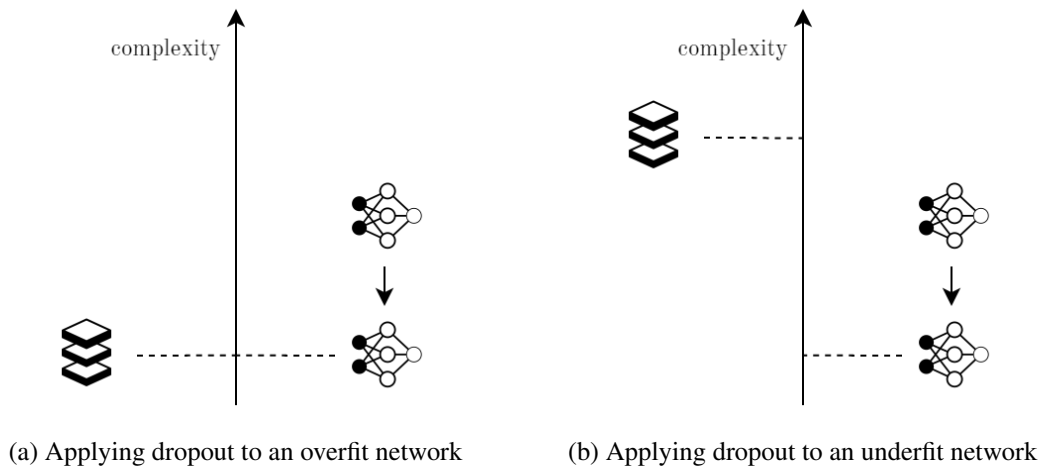 complexity
complexity
(a) Applying dropout to an overfit network
(b) Applying dropout to an underfit network